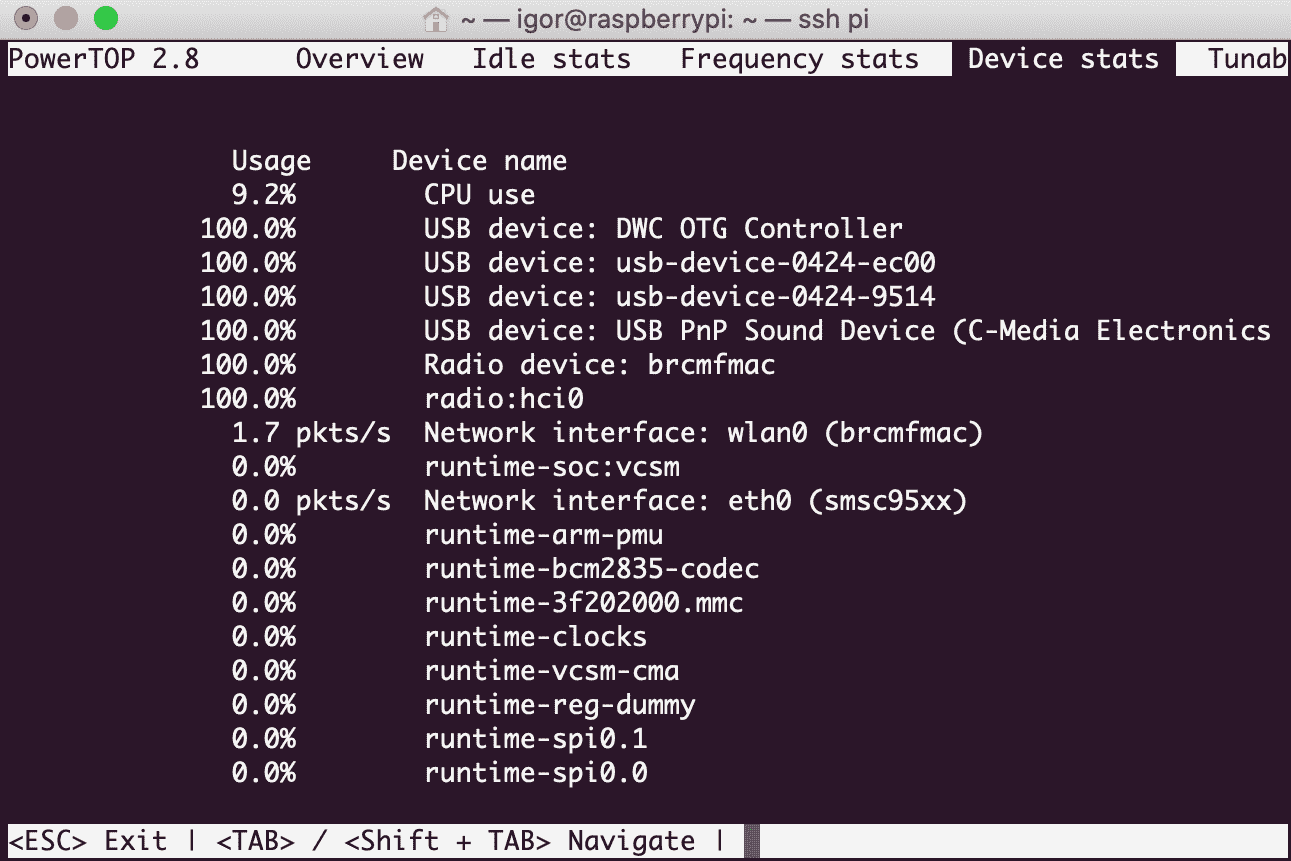 ~ — igor@raspberrypi: ~ — ssh pi
PowerTOP 2.8 Overview Idle stats Frequency stats Device stats Tunab
Usage Device name
9.2% CPU use
100.0% USB device: DWC OTG Controller
100.0% USB device: usb-device-0424-ec00
100.0% USB device: usb-device-0424-9514
100.0% USB device: USB PnP Sound Device (C-Media Electronics
100.0% Radio device: brcmfmac
100.0% radio:hci0
1.7 pkts/s Network interface: wlan0 (brcmfmac)
0.0% runtime-soc:vcsm
0.0 pkts/s Network interface: eth0 (smsc95xx)
0.0% runtime-arm-pmu
0.0% runtime-bcm2835-codec
0.0% runtime-3f202000.mmc
0.0% runtime-clocks
0.0% runtime-vcsm-cma
0.0% runtime-reg-dummy
0.0% runtime-spi0.1
0.0% runtime-spi0.0
<ESC> Exit | <TAB> / <Shift + TAB> Navigate |